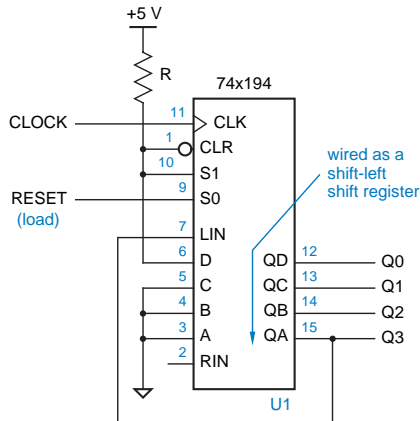 +5 V
R
74x194
CLOCK
11
CLK
1
CLR
10
S1
RESET
(load)
9
S0
7
LIN
6
D
5
C
4
B
3
A
2
RIN
wired as a
shift-left
shift register
QD
12
Q0
QC
13
Q1
QB
14
Q2
QA
15
Q3
U1